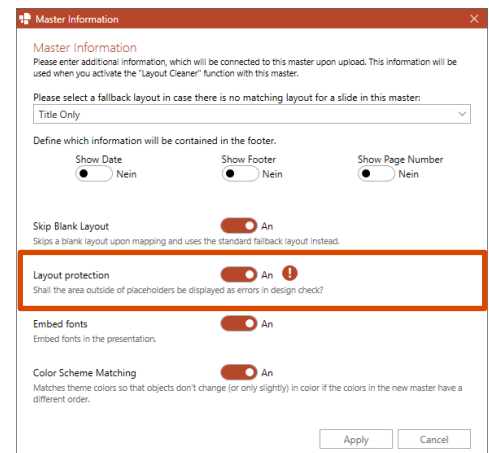 Master Information
Master Information
Please enter additional information, which will be connected to this master upon upload. This information will be
used when you activate the "Layout Cleaner" function with this master.
Please select a fallback layout in case there is no matching layout for a slide in this master:
Title Only
Define which information will be contained in the footer.
Show Date Show Footer Show Page Number
Nein Nein Nein
Skip Blank Layout An
Skips a blank layout upon mapping and uses the standard fallback layout instead.
Layout protection An !
Shall the area outside of placeholders be displayed as errors in design check?
Embed fonts An
Embed fonts in the presentation.
Color Scheme Matching An
Matches theme colors so that objects don't change (or only slightly) in color if the colors in the new master have a
different order.
Apply Cancel